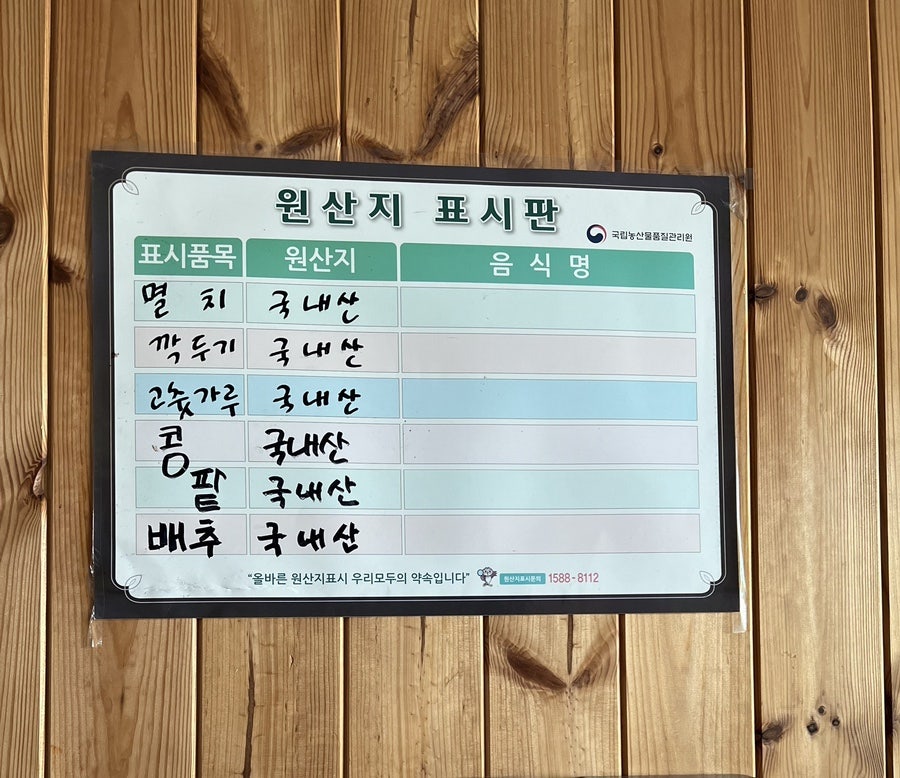 원산지 표시판
국립농산물품질관리원
표시품목 원산지 음식명
멸치 국내산
깍두기 국내산
고춧가루 국내산
콩 국내산
팥 국내산
배추 국내산
“올바른 원산지표시 우리모두의 약속입니다” 원산지표시문의 1588-8112